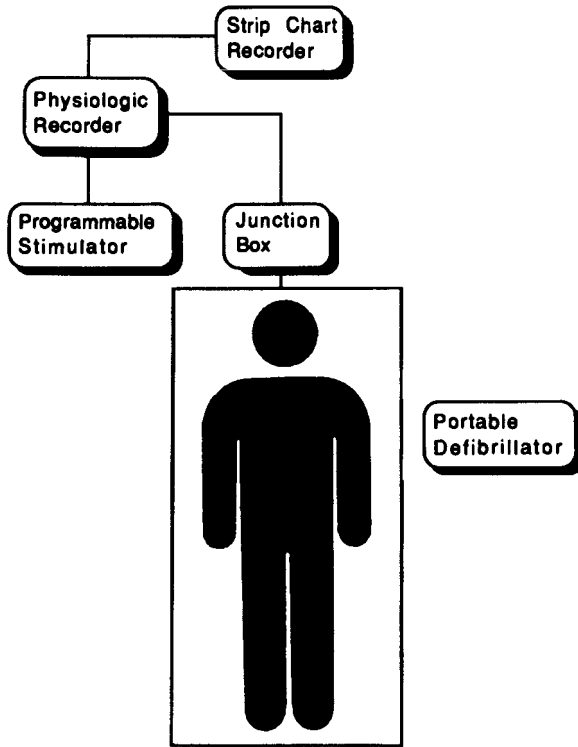 Strip Chart
Recorder
Physiologic
Recorder
Programmable
Stimulator
Junction
Box
Portable
Defibrillator